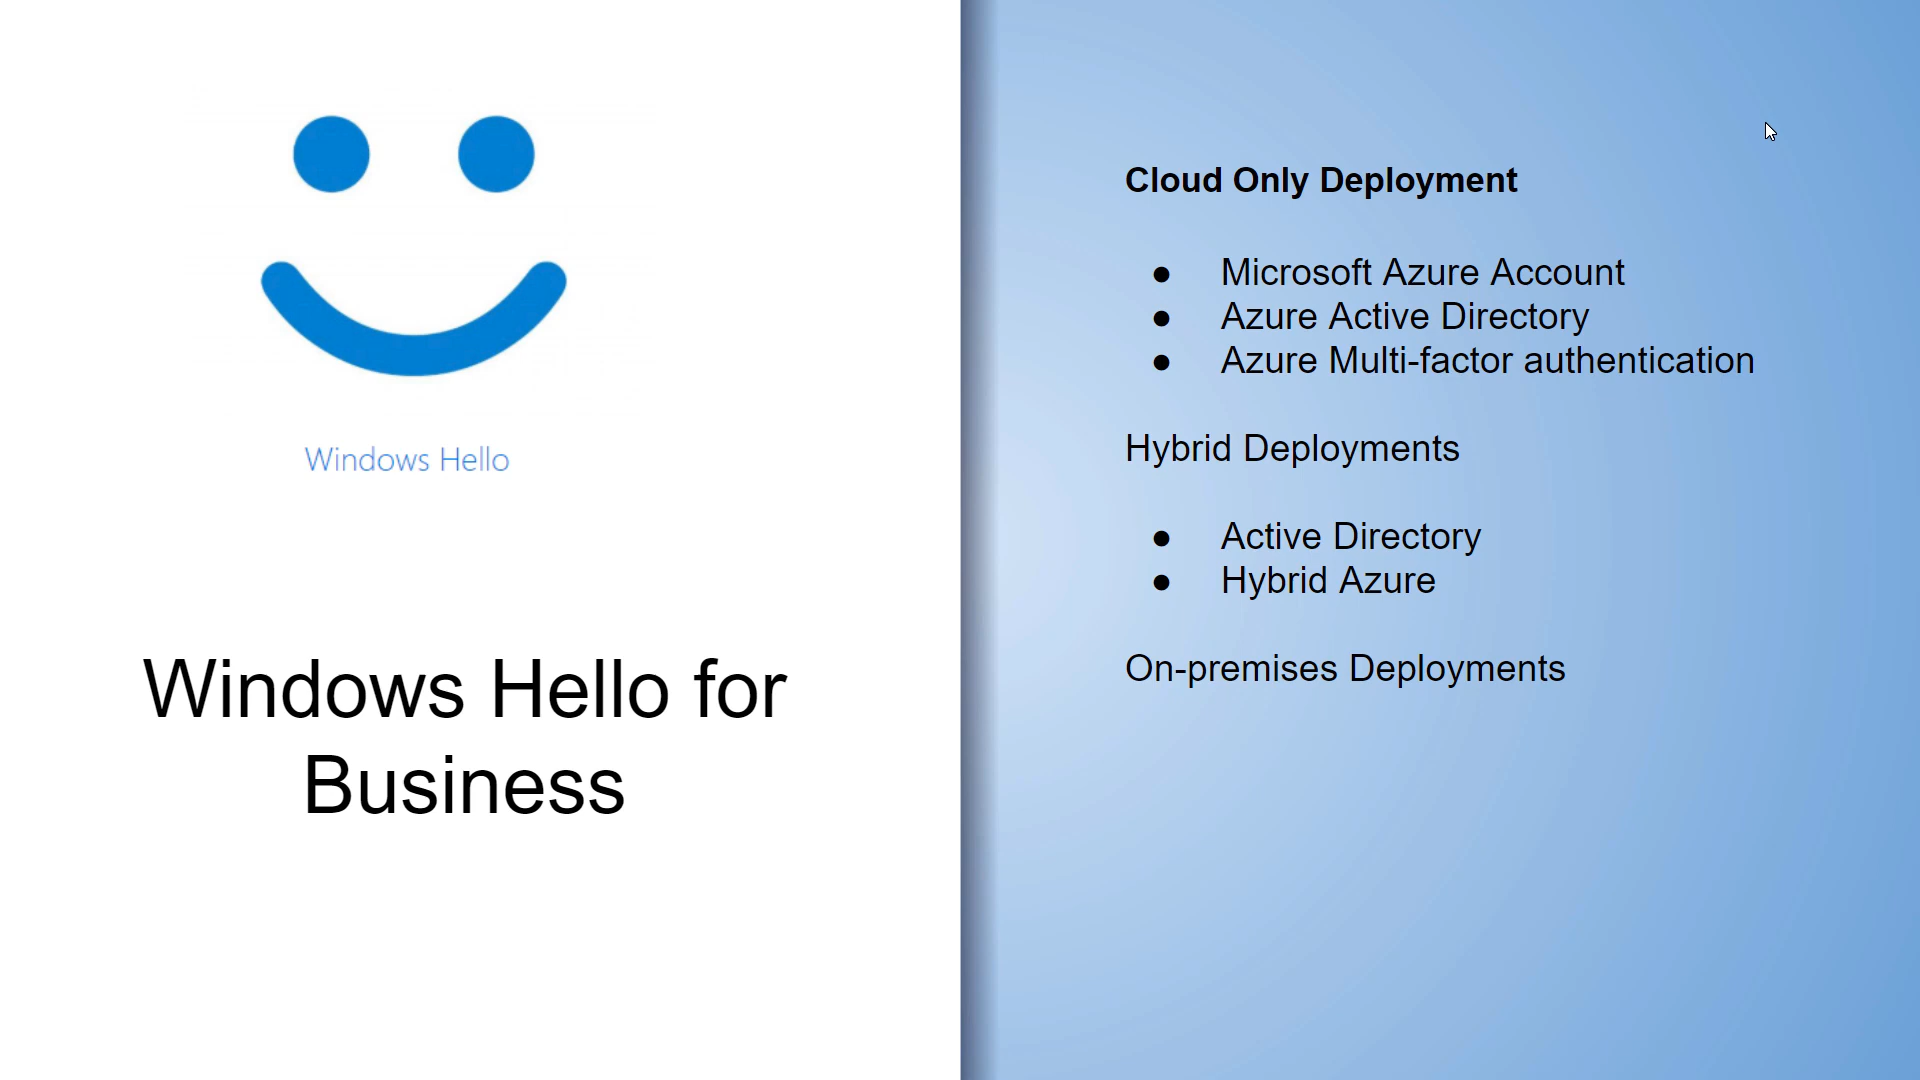 Windows Hello
Windows Hello for
Business
Cloud Only Deployment
● Microsoft Azure Account
● Azure Active Directory
● Azure Multi-factor authentication
Hybrid Deployments
● Active Directory
● Hybrid Azure
On-premises Deployments